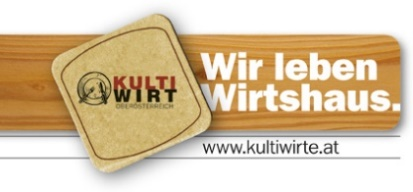 KULTI
WIRT
OBERÖSTERREICH
Wir leben
Wirtshaus.
www.kultiwirte.at